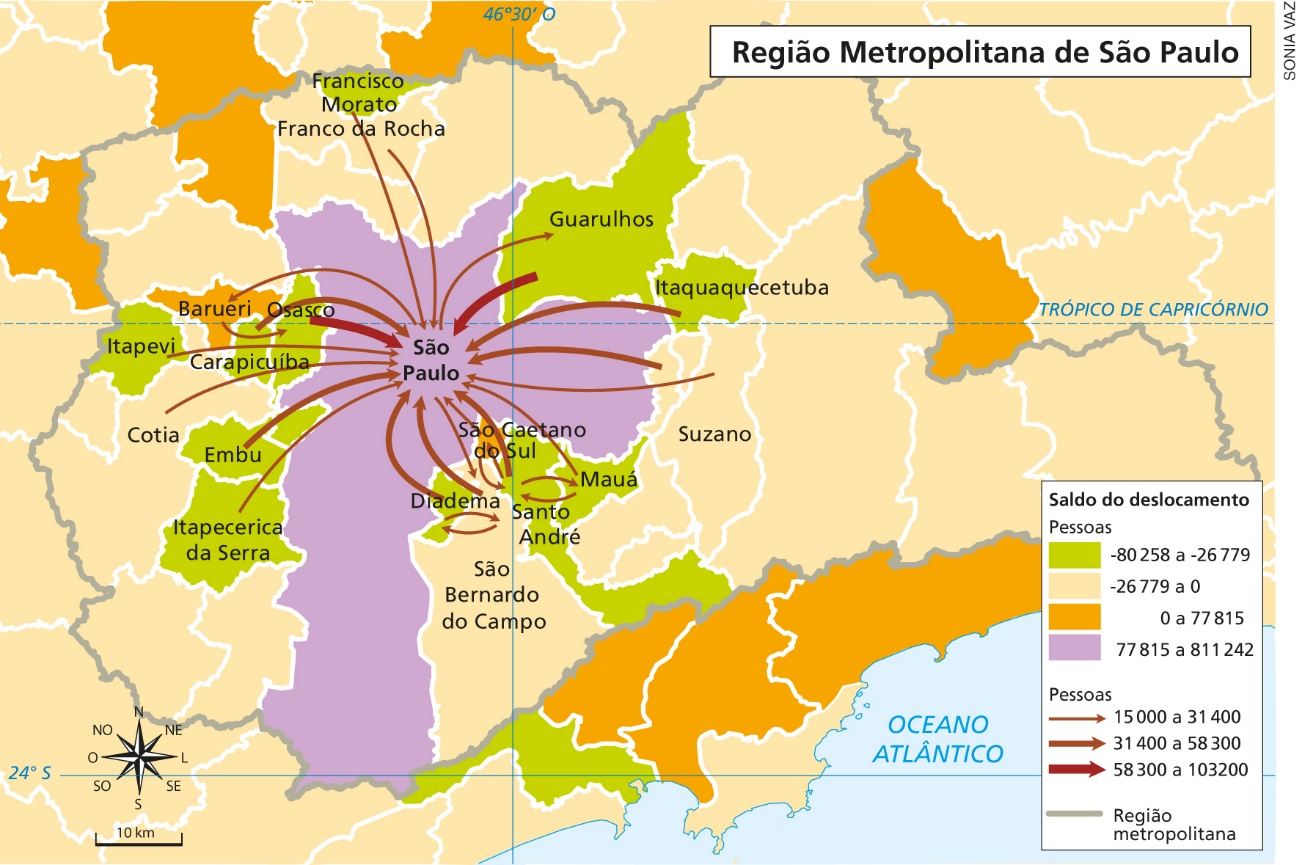 46°30' O
Região Metropolitana de São Paulo
SONIA VAZ
Francisco
Morato
Franco da Rocha
Guarulhos
Itaquaquecetuba
TRÓPICO DE CAPRICÓRNIO
Barueri
Osasco
Itapevi
Carapicuíba
São
Paulo
Cotia
Embu
São Caetano
do Sul
Suzano
Mauá
Diadema
Santo
André
Itapecerica
da Serra
São
Bernardo
do Campo
Saldo do deslocamento
Pessoas
-80 258 a -26 779
-26 779 a 0
0 a 77 815
77 815 a 811 242
Pessoas
15 000 a 31 400
31 400 a 58 300
58 300 a 103200
Região
metropolitana
OCEANO
ATLÂNTICO
24° S
N
NO
NE
O
L
SO
SE
S
10 km